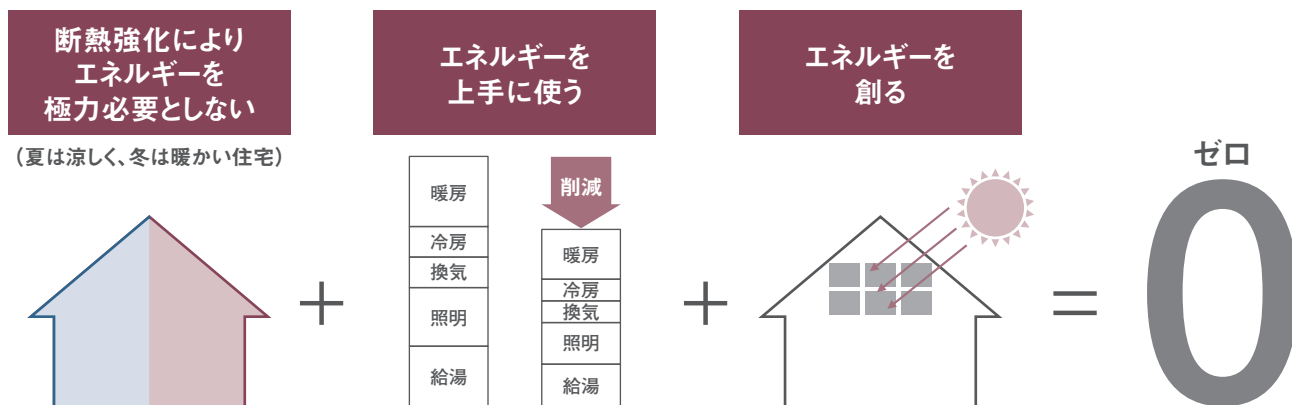 断熱強化により
エネルギーを
極力必要としない
(夏は涼しく、冬は暖かい住宅)
エネルギーを
上手に使う
暖房
冷房
換気
照明
給湯
削減
暖房
冷房
換気
照明
給湯
エネルギーを
創る
+
+
=
ゼロ
0